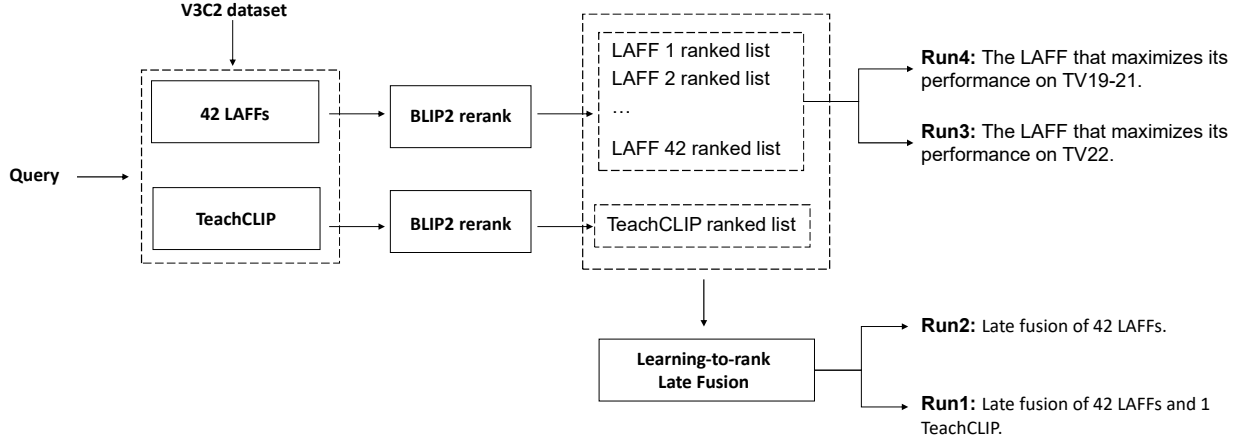 V3C2 dataset
Query
42 LAFFs
TeachCLIP
BLIP2 rerank
BLIP2 rerank
LAFF 1 ranked list
LAFF 2 ranked list
...
LAFF 42 ranked list
TeachCLIP ranked list
Run4: The LAFF that maximizes its
performance on TV19-21.
Run3: The LAFF that maximizes its
performance on TV22.
Learning-to-rank
Late Fusion
Run2: Late fusion of 42 LAFFs.
Run1: Late fusion of 42 LAFFs and 1
TeachCLIP.